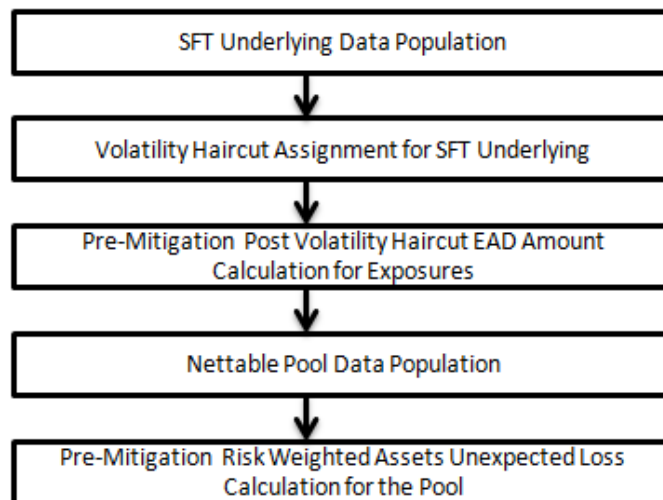 SFT Underlying Data Population
Volatility Haircut Assignment for SFT Underlying
Pre-Mitigation Post Volatility Haircut EAD Amount
Calculation for Exposures
Nettable Pool Data Population
Pre-Mitigation Risk Weighted Assets Unexpected Loss
Calculation for the Pool